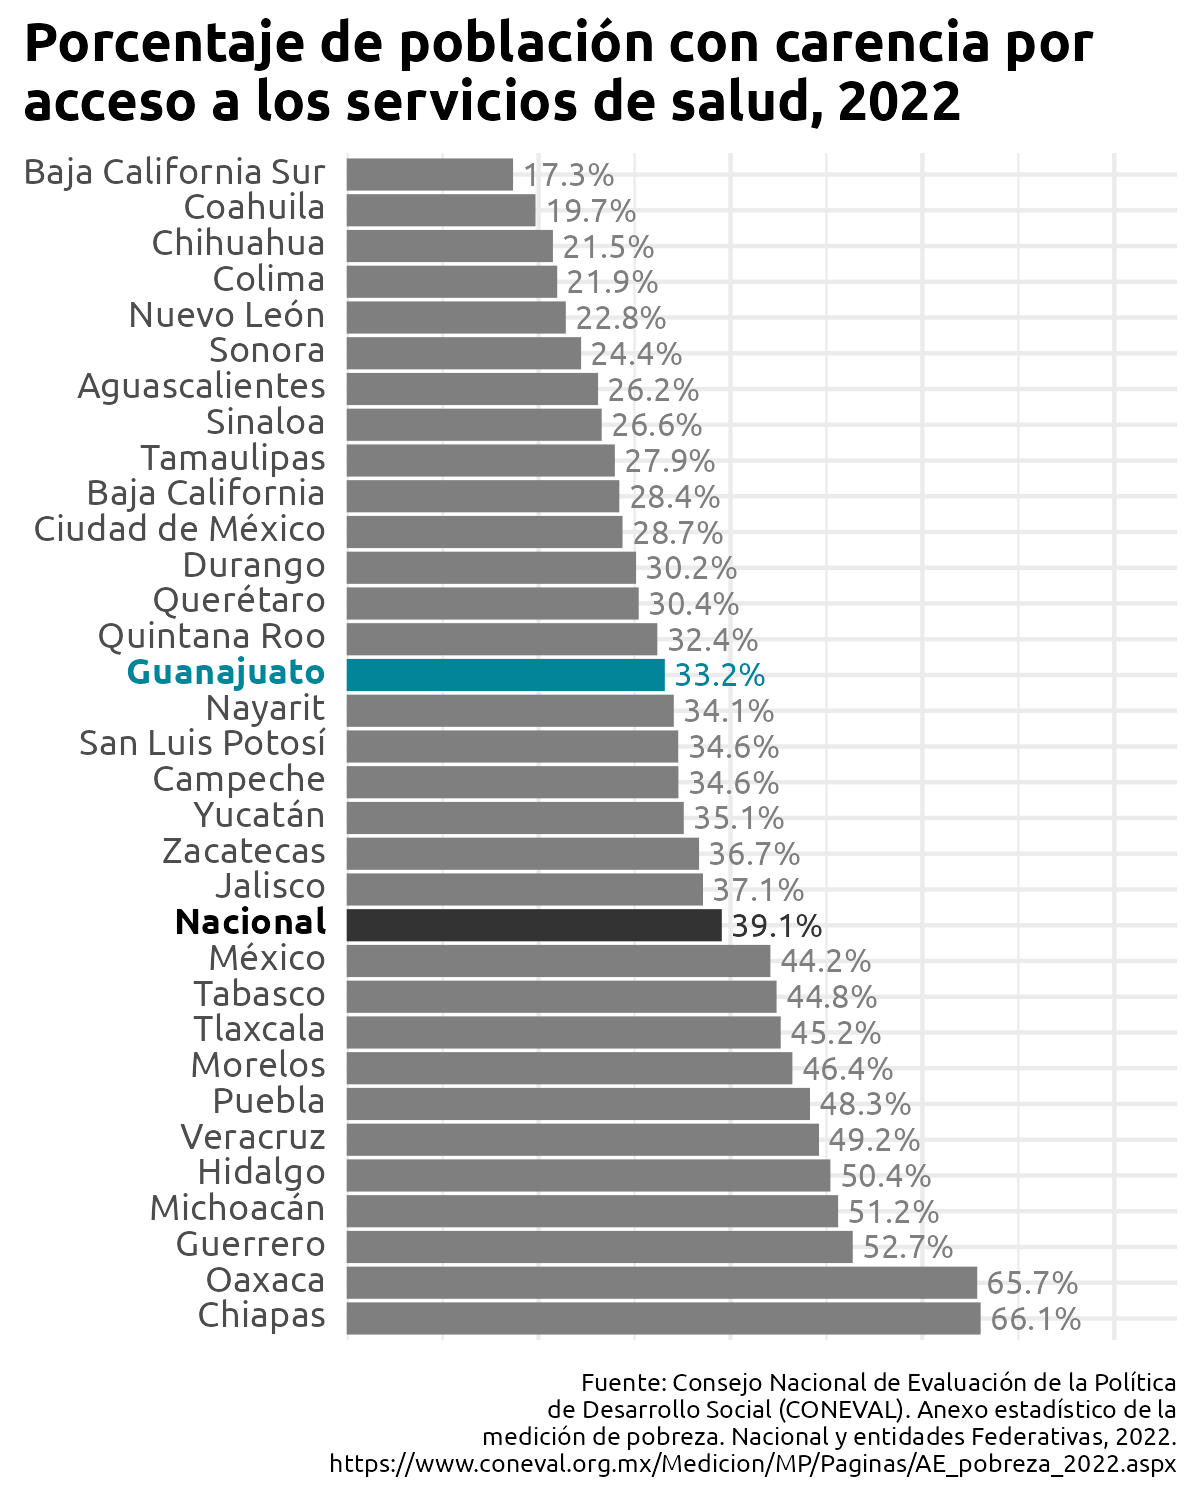 Porcentaje de población con carencia por
acceso a los servicios de salud, 2022
Baja California Sur 17.3%
Coahuila 19.7%
Chihuahua 21.5%
Colima 21.9%
Nuevo León 22.8%
Sonora 24.4%
Aguascalientes 26.2%
Sinaloa 26.6%
Tamaulipas 27.9%
Baja California 28.4%
Ciudad de México 28.7%
Durango 30.2%
Querétaro 30.4%
Quintana Roo 32.4%
Guanajuato 33.2%
Nayarit 34.1%
San Luis Potosí 34.6%
Campeche 34.6%
Yucatán 35.1%
Zacatecas 36.7%
Jalisco 37.1%
Nacional 39.1%
México 44.2%
Tabasco 44.8%
Tlaxcala 45.2%
Morelos 46.4%
Puebla 48.3%
Veracruz 49.2%
Hidalgo 50.4%
Michoacán 51.2%
Guerrero 52.7%
Oaxaca 65.7%
Chiapas 66.1%
Fuente: Consejo Nacional de Evaluación de la Política
de Desarrollo Social (CONEVAL). Anexo estadístico de la
medición de pobreza. Nacional y entidades Federativas, 2022.
https://www.coneval.org.mx/Medicion/MP/Paginas/AE_pobreza_2022.aspx